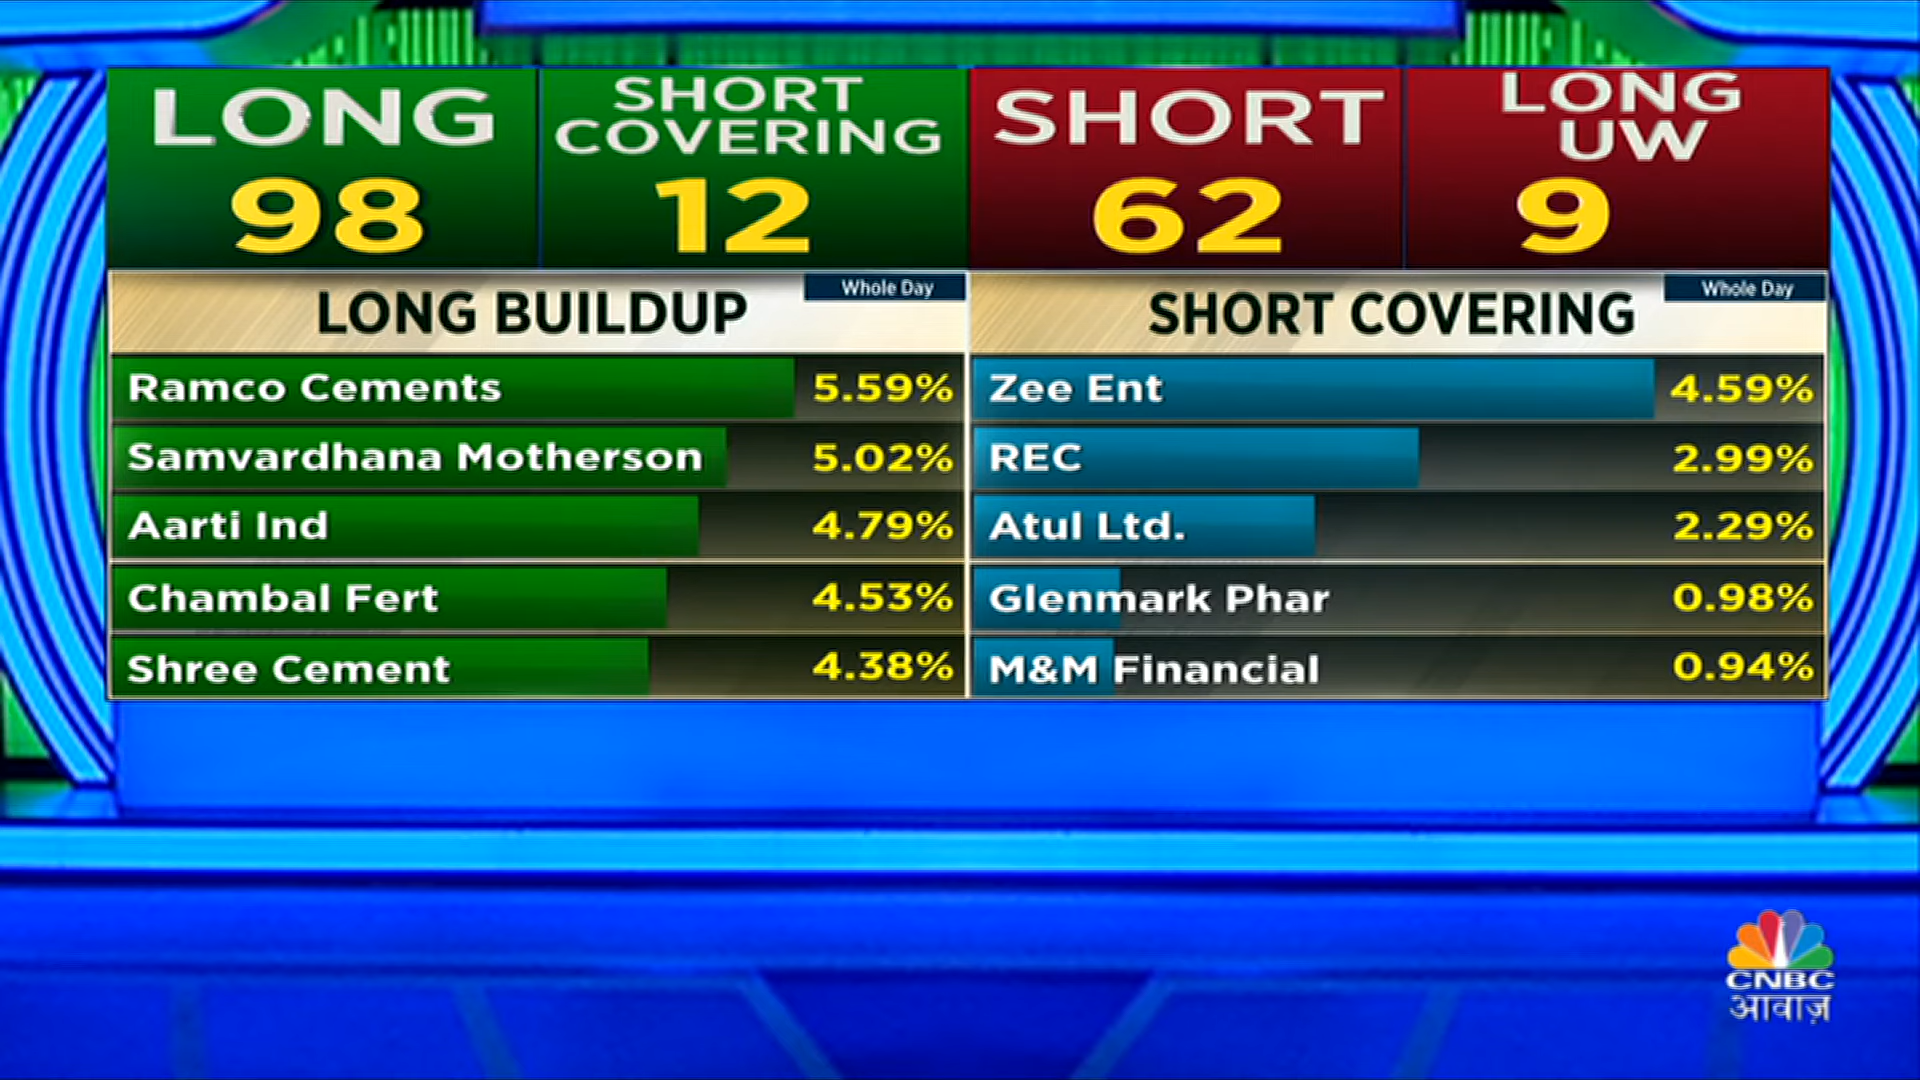 LONG
98
SHORT
COVERING
12
SHORT
62
LONG
UW
9
Whole Day
LONG BUILDUP
Ramco Cements 5.59%
Samvardhana Motherson 5.02%
Aarti Ind 4.79%
Chambal Fert 4.53%
Shree Cement 4.38%
Whole Day
SHORT COVERING
Zee Ent 4.59%
REC 2.99%
Atul Ltd. 2.29%
Glenmark Phar 0.98%
M&M Financial 0.94%
CNBC
आवाज़